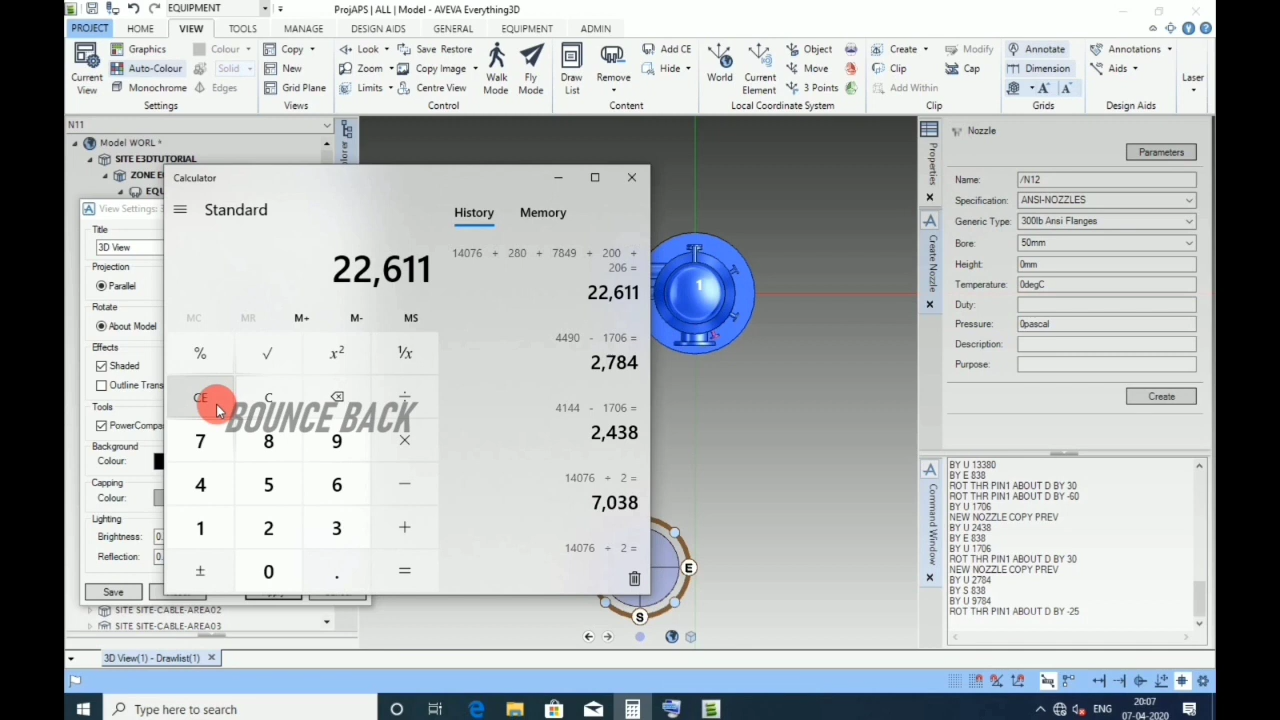 EQUIPMENT
ProjAPS | ALL | Model - AVEVA Everything3D
PROJECT HOME VIEW TOOLS MANAGE DESIGN AIDS GENERAL EQUIPMENT ADMIN
Current View
Graphics
Auto-Colour
Monochrome
Colour
Solid
Edges
Settings
Copy
New
Grid Plane
Views
Look
Zoom
Limits
Save Restore
Copy Image
Centre View
Walk Mode
Fly Mode
Control
Draw List
Remove
Add CE
Hide
Content
World
Current Element
Object
Move
3 Points
Local Coordinate System
Create
Clip
Add Within
Modify
Cap
Clip
Annotate
Dimension
A A
Grids
Annotations
Aids
Design Aids
Laser
N11
Model WORL *
SITE E3DTUTORIAL
ZONE E
EQU
View Settings: 3
Title
3D View
Projection
Parallel
Rotate
About Model
Effects
Shaded
Outline Trans
Tools
PowerCompa
Background
Colour:
Capping
Colour:
Lighting
Brightness: 0.
Reflection: 0.
Save
SITE SITE-CABLE-AREA02
SITE SITE-CABLE-AREA03
Calculator
Standard
22,611
MC MR M+ M- MS
% √ x² ¹/x
CE C ⌫ ÷
7 8 9 ×
4 5 6 −
1 2 3 +
± 0 . =
History Memory
14076 + 280 + 7849 + 200 +
206 =
22,611
4490 - 1706 =
2,784
4144 - 1706 =
2,438
14076 ÷ 2 =
7,038
14076 ÷ 2 =
BOUNCE BACK
1
E
S
Properties
Create Nozzle
Command Window
Nozzle
Parameters
Name: /N12
Specification: ANSI-NOZZLES
Generic Type: 300lb Ansi Flanges
Bore: 50mm
Height: 0mm
Temperature: 0degC
Duty:
Pressure: 0pascal
Description:
Purpose:
Create
BY U 13380
BY E 838
ROT THR PIN1 ABOUT D BY 30
ROT THR PIN1 ABOUT D BY -60
BY U 1706
NEW NOZZLE COPY PREV
BY U 2438
BY E 838
BY U 1706
ROT THR PIN1 ABOUT D BY 30
NEW NOZZLE COPY PREV
BY U 2784
BY S 838
BY U 9784
ROT THR PIN1 ABOUT D BY -25
3D View(1) - Drawlist(1)
Type here to search
ENG
20:07
07-04-2020